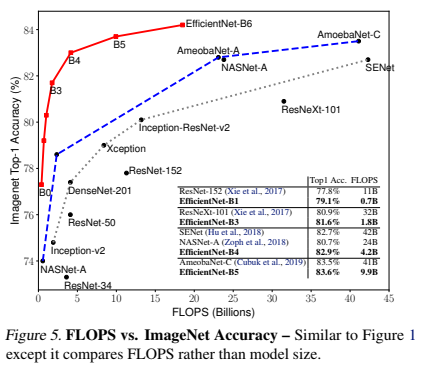 84
82
80
78
76
74
Imagenet Top-1 Accuracy (%)
EfficientNet-B6
B5
B4
B3
B0
AmoebaNet-A
NASNet-A
AmoebaNet-C
SENet
ResNeXt-101
Inception-ResNet-v2
Xception
ResNet-152
DenseNet-201
ResNet-50
Inception-v2
NASNet-A
ResNet-34
Top1 Acc. FLOPS
ResNet-152 (Xie et al., 2017) 77.8% 11B
EfficientNet-B1 79.1% 0.7B
ResNeXt-101 (Xie et al., 2017) 80.9% 32B
EfficientNet-B3 81.6% 1.8B
SENet (Hu et al., 2018) 82.7% 42B
NASNet-A (Zoph et al., 2018) 80.7% 24B
EfficientNet-B4 82.9% 4.2B
AmeobaNet-C (Cubuk et al., 2019) 83.5% 41B
EfficientNet-B5 83.6% 9.9B
0 5 10 15 20 25 30 35 40 45
FLOPS (Billions)
Figure 5. FLOPS vs. ImageNet Accuracy – Similar to Figure 1
except it compares FLOPS rather than model size.